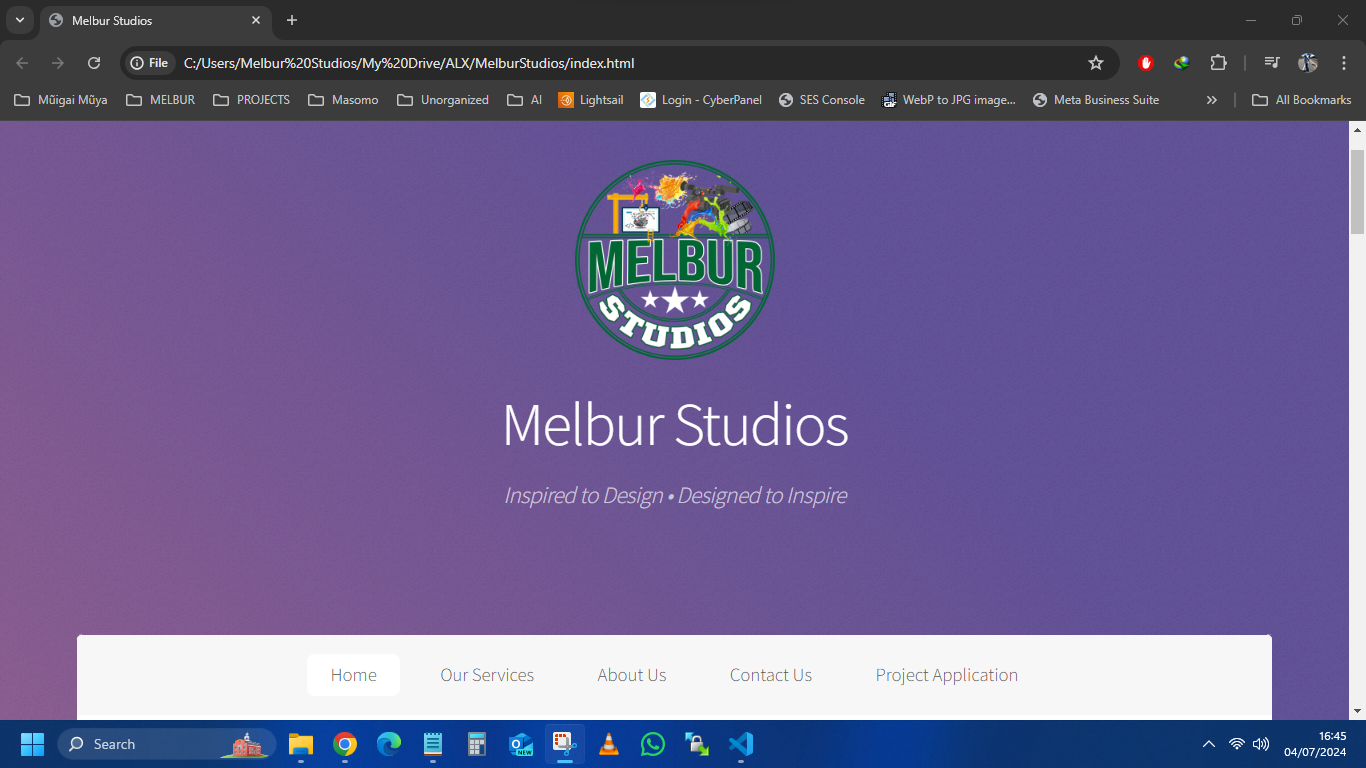 Melbur Studios
File
C:/Users/Melbur%20Studios/My%20Drive/ALX/MelburStudios/index.html
Mũigai Mũya
MELBUR
PROJECTS
Masomo
Unorganized
AI
Lightsail
Login - CyberPanel
SES Console
WebP to JPG image...
Meta Business Suite
All Bookmarks
MELBUR
STUDIOS
Melbur Studios
Inspired to Design • Designed to Inspire
Home
Our Services
About Us
Contact Us
Project Application
Search
NEW
16:45
04/07/2024